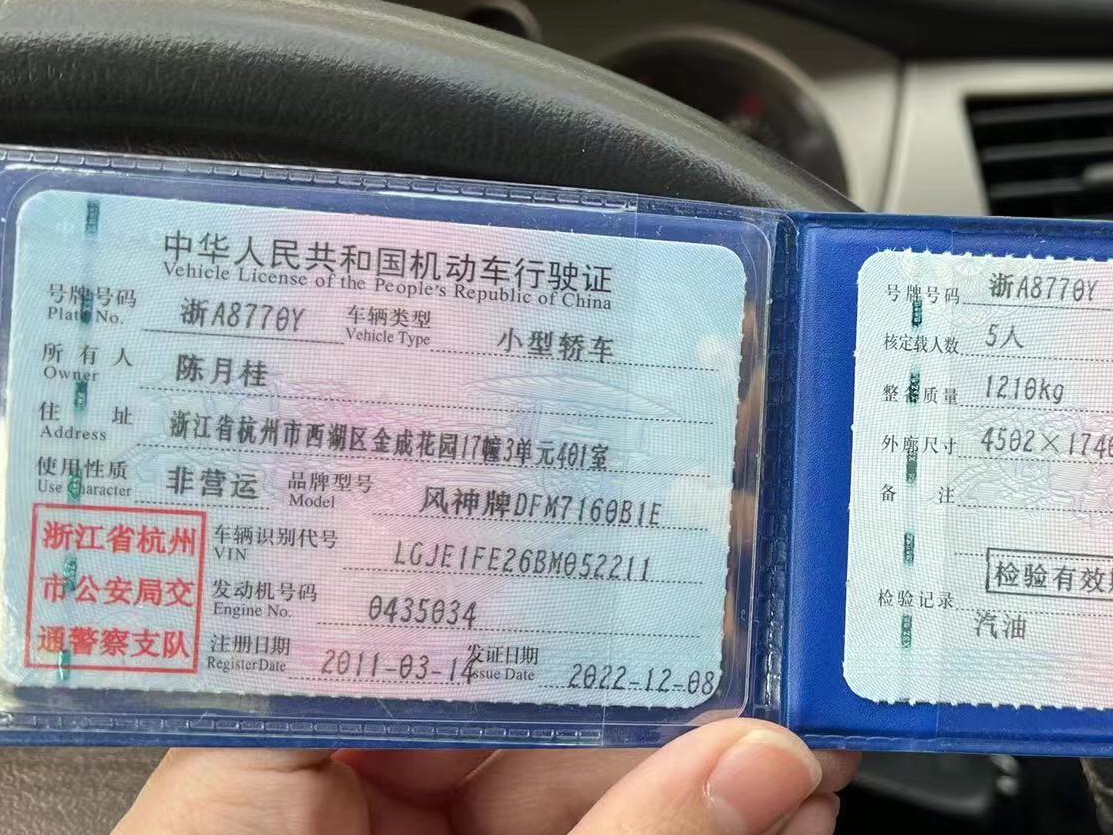 中华人民共和国机动车行驶证
Vehicle License of the People's Republic of China
号牌号码 浙A8770Y 车辆类型 小型轿车
Plate No. Vehicle Type
所有人 陈月桂
Owner
住址 浙江省杭州市西湖区金成花园17幢3单元401室
Address
使用性质 非营运 品牌型号 风神牌DFM7160B1E
Use Character Model
浙江省杭州
市公安局交
通警察支队
车辆识别代号 LGJE1FE26BM052211
VIN
发动机号码 0435034
Engine No.
注册日期 2011-03-14 发证日期 2022-12-08
Register Date Issue Date
号牌号码 浙A8770Y
核定载人数 5人
整备质量 1210kg
外廓尺寸 4502×1740
备注
检验有效期
检验记录
汽油